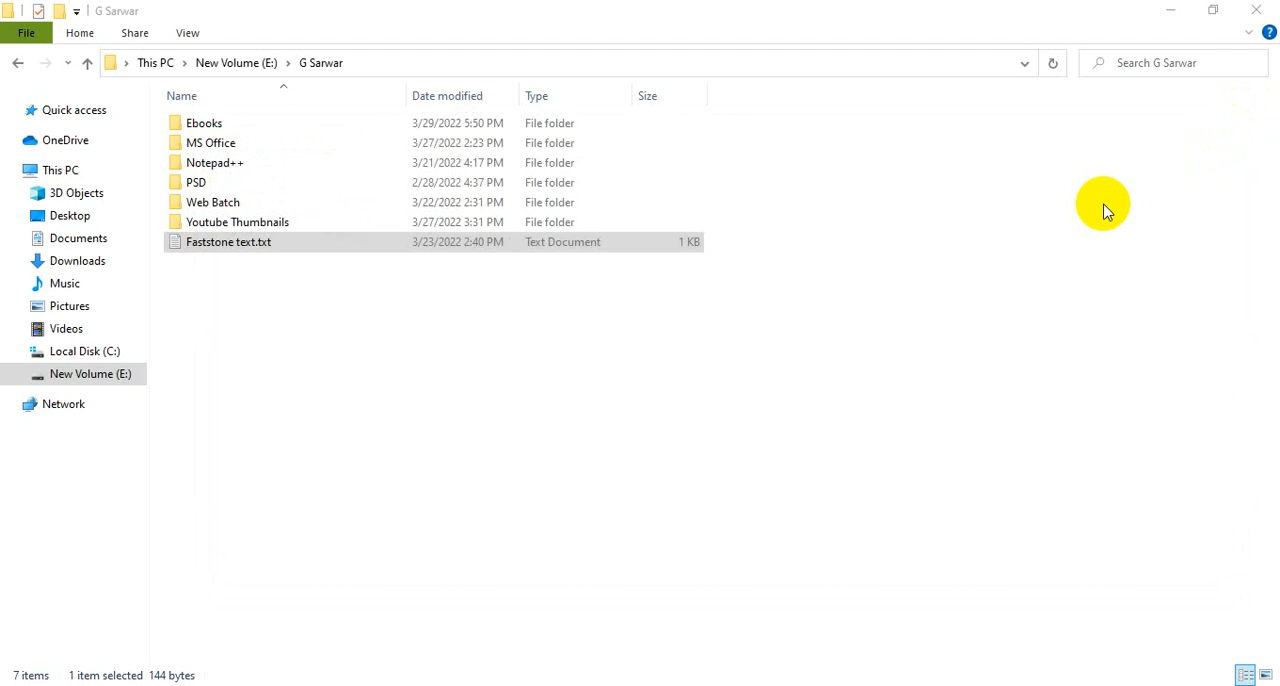 G Sarwar
File Home Share View
This PC New Volume (E:) G Sarwar Search G Sarwar
Name Date modified Type Size
Quick access
OneDrive
This PC
3D Objects
Desktop
Documents
Downloads
Music
Pictures
Videos
Local Disk (C:)
New Volume (E:)
Network
Ebooks 3/29/2022 5:50 PM File folder
MS Office 3/27/2022 2:23 PM File folder
Notepad++ 3/21/2022 4:17 PM File folder
PSD 2/28/2022 4:37 PM File folder
Web Batch 3/22/2022 2:31 PM File folder
Youtube Thumbnails 3/27/2022 3:31 PM File folder
Faststone text.txt 3/23/2022 2:40 PM Text Document 1 KB
7 items 1 item selected 144 bytes